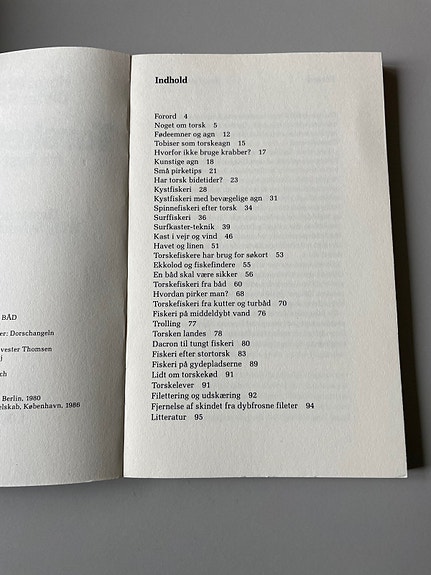 BÅD
er: Dorschangeln
vester Thomsen
j
ch
Berlin, 1980
elskab, København, 1986
Indhold
Forord 4
Noget om torsk 5
Fødeemner og agn 12
Tobiser som torskeagn 15
Hvorfor ikke bruge krabber? 17
Kunstige agn 18
Små pirketips 21
Har torsk bidetider? 23
Kystfiskeri 28
Kystfiskeri med bevægelige agn 31
Spinnefiskeri efter torsk 34
Surffiskeri 36
Surfkaster-teknik 39
Kast i vejr og vind 46
Havet og linen 51
Torskefiskere har brug for søkort 53
Ekkolod og fiskefindere 55
En båd skal være sikker 56
Torskefiskeri fra båd 60
Hvordan pirker man? 68
Torskefiskeri fra kutter og turbåd 70
Fiskeri på middeldybt vand 76
Trolling 77
Torsken landes 78
Dacron til tungt fiskeri 80
Fiskeri efter stortorsk 83
Fiskeri på gydepladserne 89
Lidt om torskekød 91
Torskelever 91
Filettering og udskæring 92
Fjernelse af skindet fra dybfrosne fileter 94
Litteratur 95